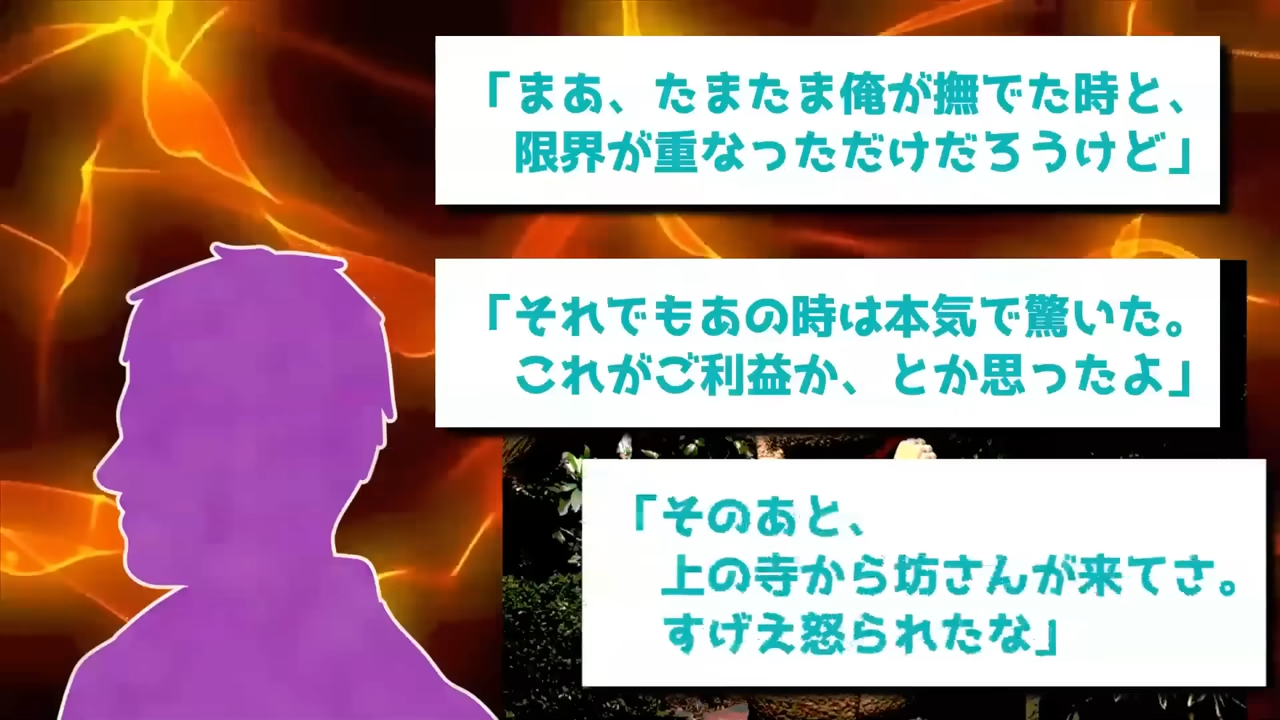 「まあ、たまたま俺が撫でた時と、
限界が重なっただけだろうけど」
「それでもあの時は本気で驚いた。
これがご利益か、とか思ったよ」
「そのあと、
上の寺から坊さんが来てさ。
すげえ怒られたな」